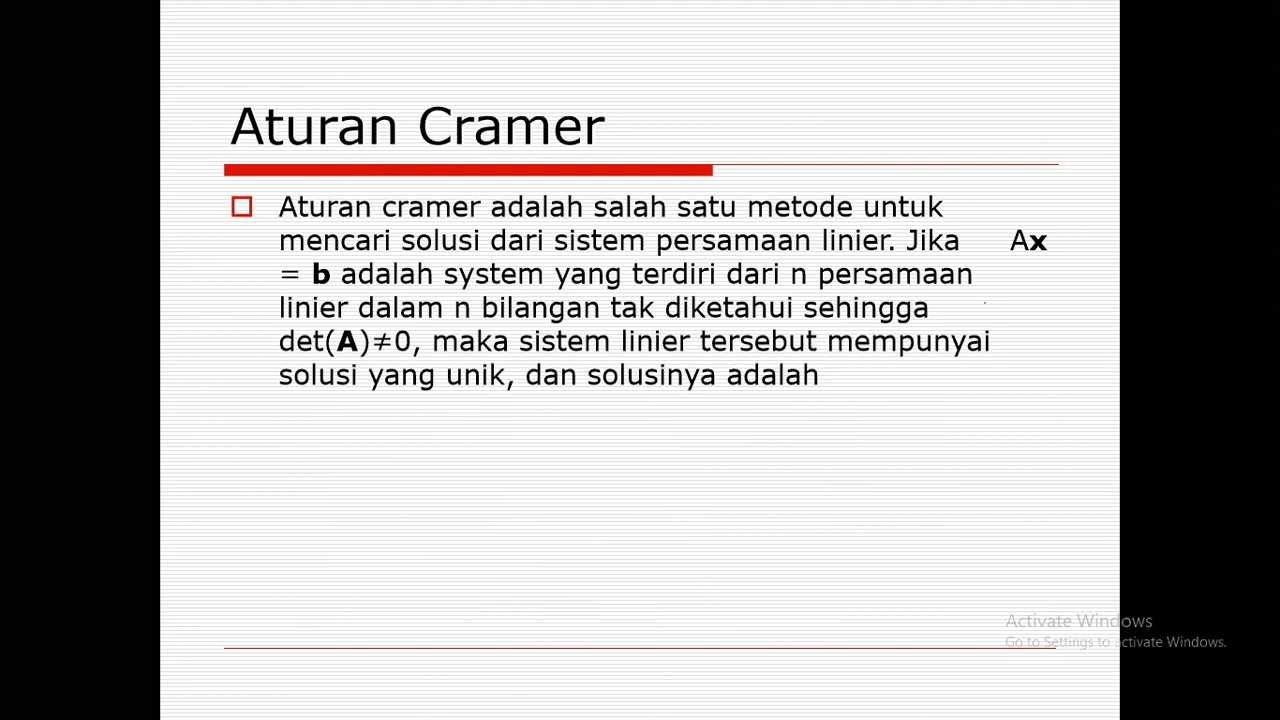 Aturan Cramer
Aturan cramer adalah salah satu metode untuk
mencari solusi dari sistem persamaan linier. Jika Ax
= b adalah system yang terdiri dari n persamaan
linier dalam n bilangan tak diketahui sehingga
det(A)≠0, maka sistem linier tersebut mempunyai
solusi yang unik, dan solusinya adalah
Activate Windows
Go to Settings to activate Windows.